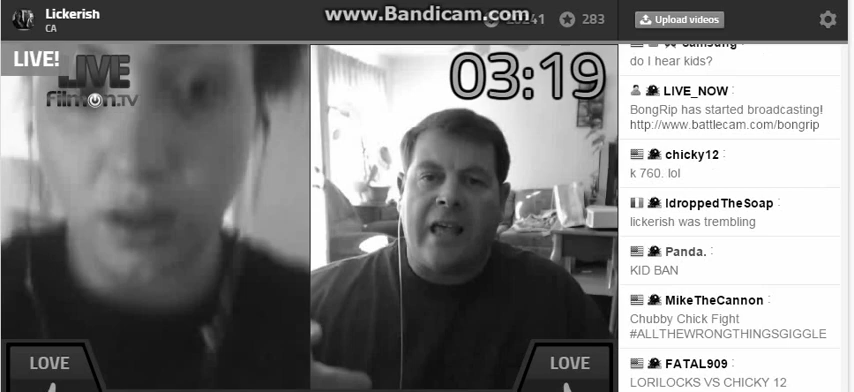 Lickerish
CA
www.Bandicam.com
283
Upload videos
LIVE!
LIVE
filmon.tv
03:19
LOVE
LOVE
Samsung
do I hear kids?
LIVE_NOW :
BongRip has started broadcasting!
http://www.battlecam.com/bongrip
chicky12 :
k 760. lol
IdroppedTheSoap :
lickerish was trembling
Panda. :
KID BAN
MikeTheCannon :
Chubby Chick Fight
#ALLTHEWRONGTHINGSGIGGLE
FATAL909 :
LORILOCKS VS CHICKY 12